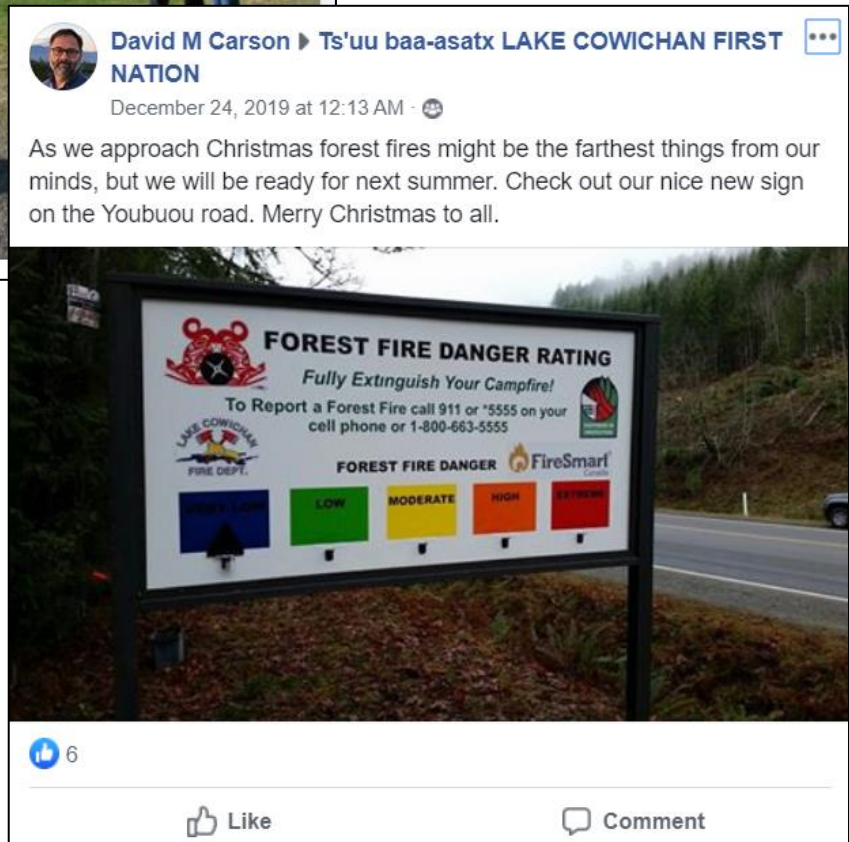 David M Carson ▶ Ts'uu baa-asatx LAKE COWICHAN FIRST
NATION
December 24, 2019 at 12:13 AM ·
As we approach Christmas forest fires might be the farthest things from our
minds, but we will be ready for next summer. Check out our nice new sign
on the Youbuou road. Merry Christmas to all.
FOREST FIRE DANGER RATING
Fully Extinguish Your Campfire!
To Report a Forest Fire call 911 or *5555 on your
cell phone or 1-800-663-5555
LAKE COWICHAN
FIRE DEPT.
FOREST FIRE DANGER
FireSmart
Canada
VERY LOW
LOW
MODERATE
HIGH
EXTREME
6
Like
Comment